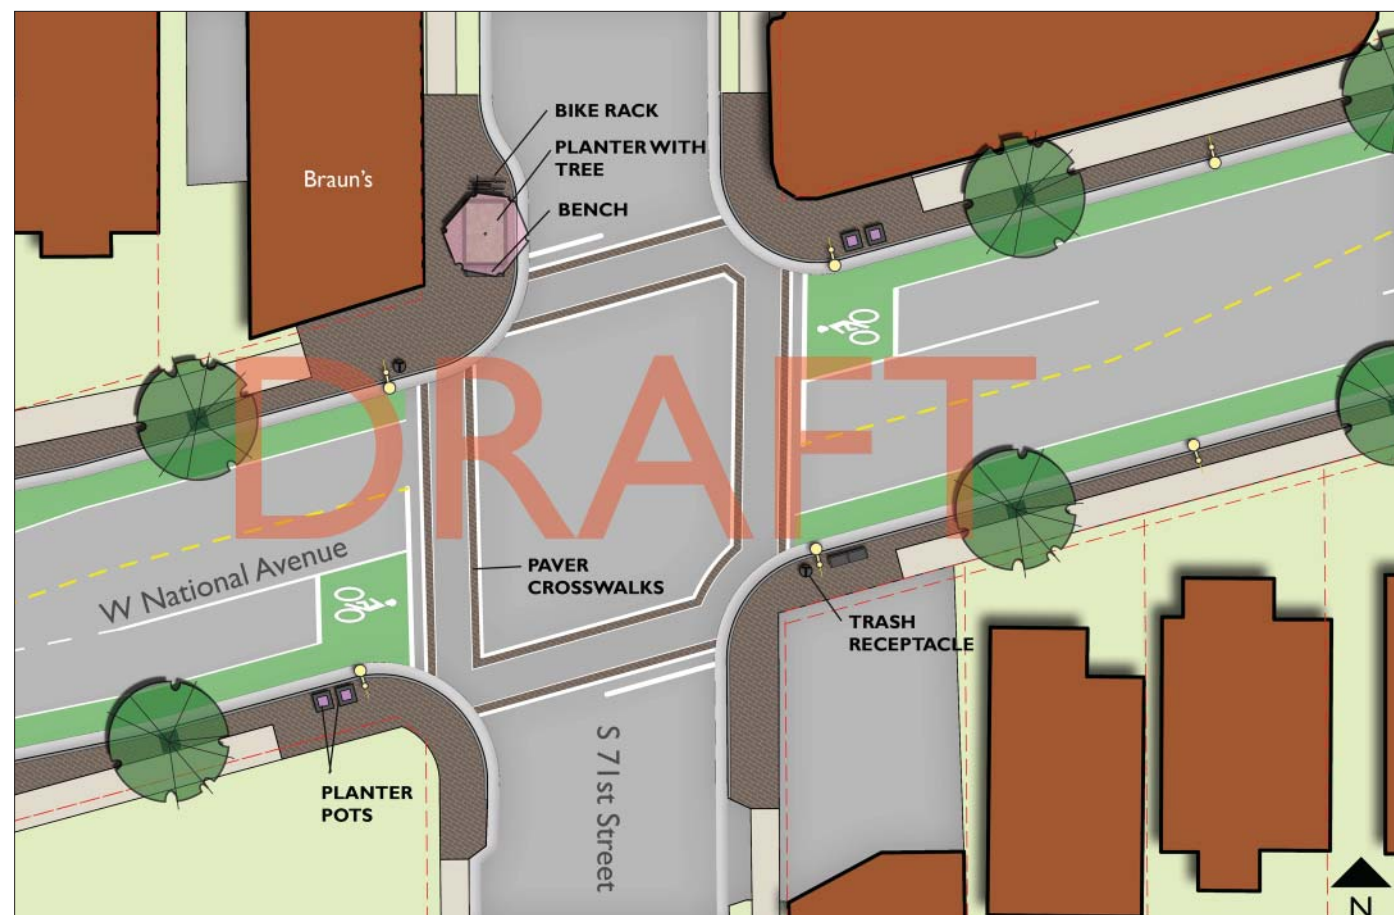 BIKE RACK
PLANTER WITH
TREE
Braun's
BENCH
DRAFT
W National Avenue
PAVER
CROSSWALKS
T
T
TRASH
RECEPTACLE
S 71st Street
PLANTER
POTS
N